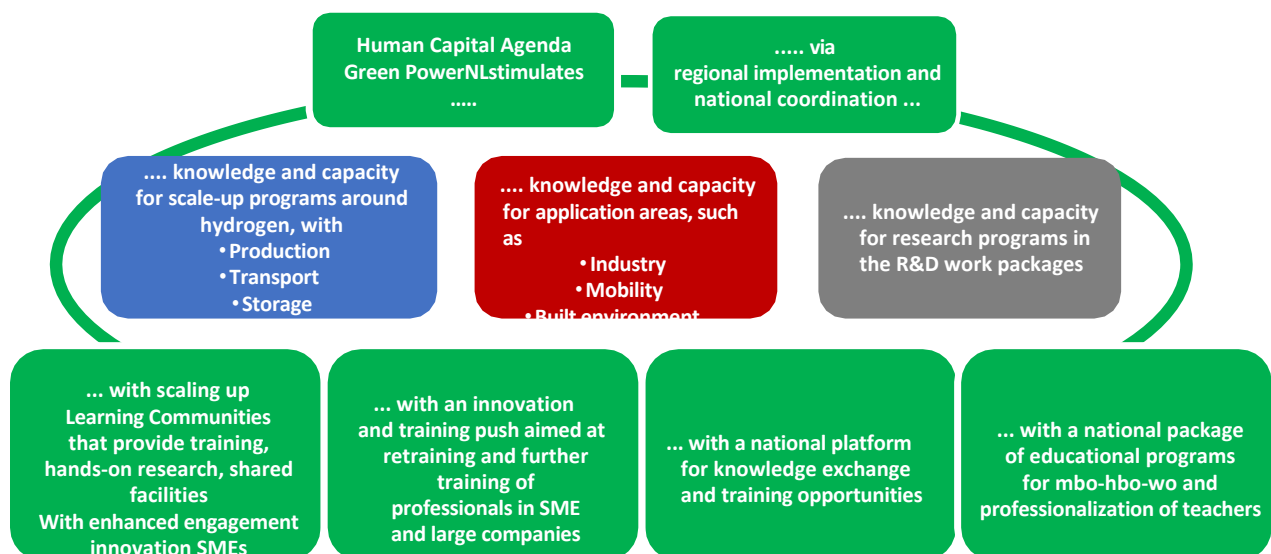 Human Capital Agenda
Green PowerNLstimulates
.....
..... via
regional implementation and
national coordination ...
.... knowledge and capacity
for scale-up programs around
hydrogen, with
• Production
• Transport
• Storage
.... knowledge and capacity
for application areas, such
as
• Industry
• Mobility
• Built environment
.... knowledge and capacity
for research programs in
the R&D work packages
... with scaling up
Learning Communities
that provide training,
hands-on research, shared
facilities
With enhanced engagement
innovation SMEs
... with an innovation
and training push aimed at
retraining and further
training of
professionals in SME
and large companies
... with a national platform
for knowledge exchange
and training opportunities
... with a national package
of educational programs
for mbo-hbo-wo and
professionalization of teachers